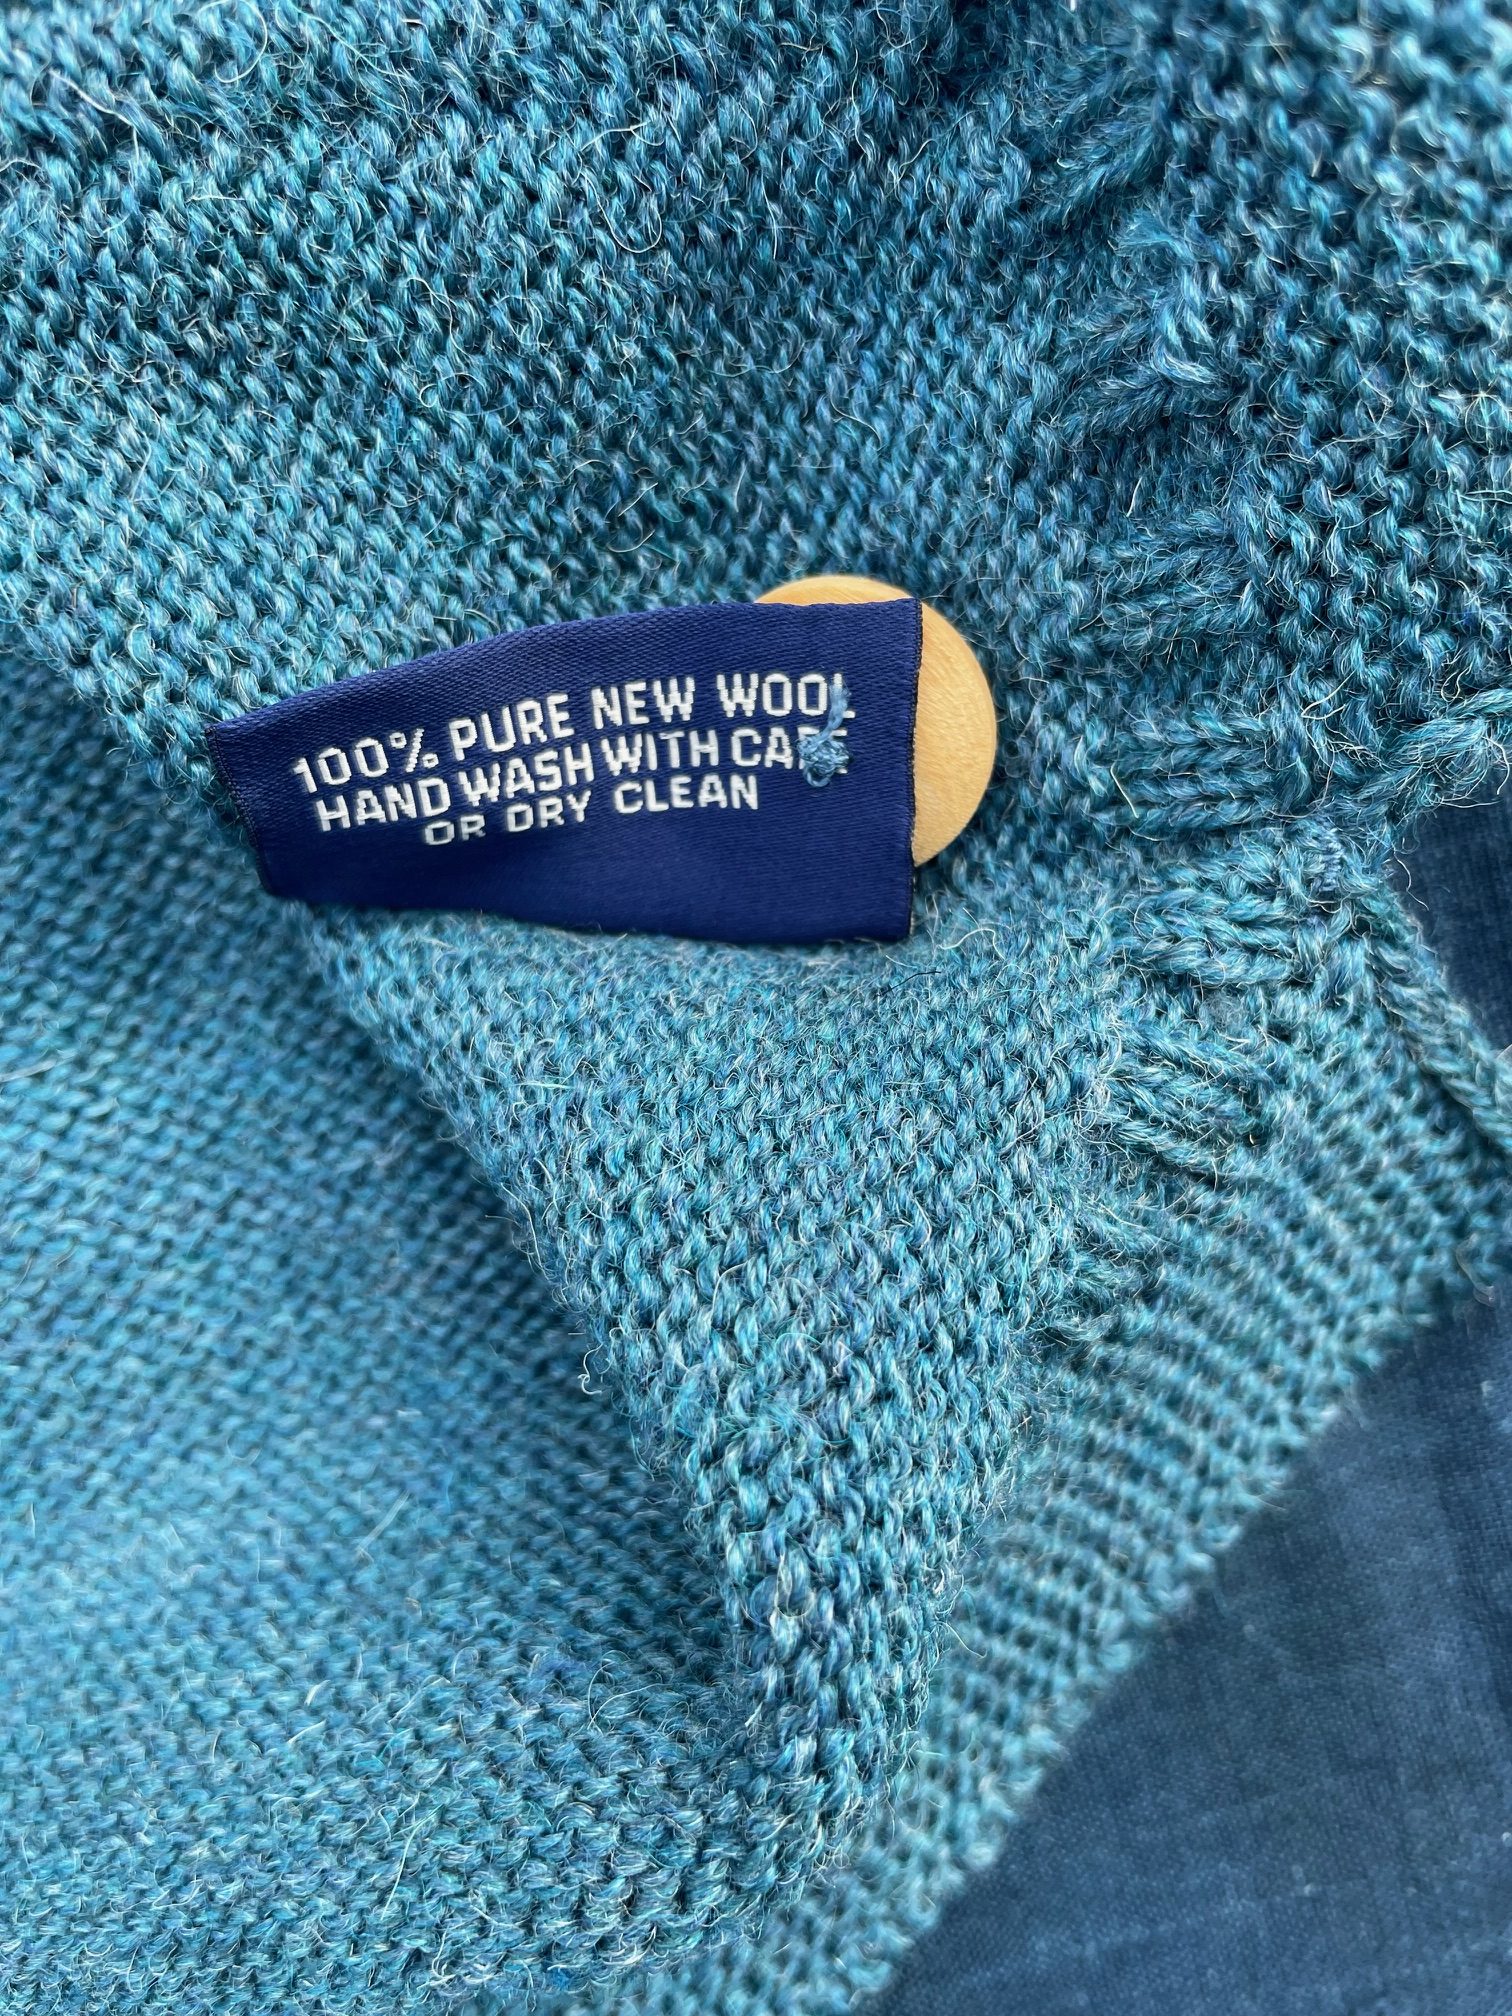 100% PURE NEW WOOL
HAND WASH WITH CARE
OR DRY CLEAN